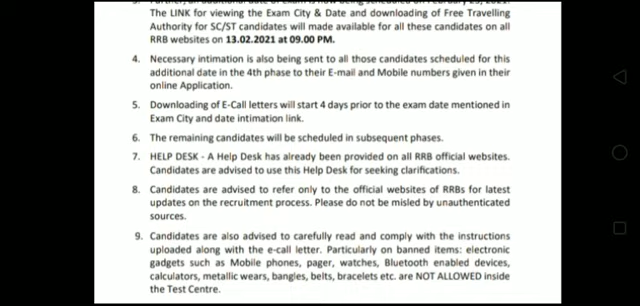 The LINK for viewing the Exam City & Date and downloading of Free Travelling
Authority for SC/ST candidates will made available for all these candidates on all
RRB websites on 13.02.2021 at 09.00 PM.
4. Necessary intimation is also being sent to all those candidates scheduled for this
additional date in the 4th phase to their E-mail and Mobile numbers given in their
online Application.
5. Downloading of E-Call letters will start 4 days prior to the exam date mentioned in
Exam City and date intimation link.
6. The remaining candidates will be scheduled in subsequent phases.
7. HELP DESK - A Help Desk has already been provided on all RRB official websites.
Candidates are advised to use this Help Desk for seeking clarifications.
8. Candidates are advised to refer only to the official websites of RRBs for latest
updates on the recruitment process. Please do not be misled by unauthenticated
sources.
9. Candidates are also advised to carefully read and comply with the instructions
uploaded along with the e-call letter. Particularly on banned items: electronic
gadgets such as Mobile phones, pager, watches, Bluetooth enabled devices,
calculators, metallic wears, bangles, belts, bracelets etc. are NOT ALLOWED inside
the Test Centre.